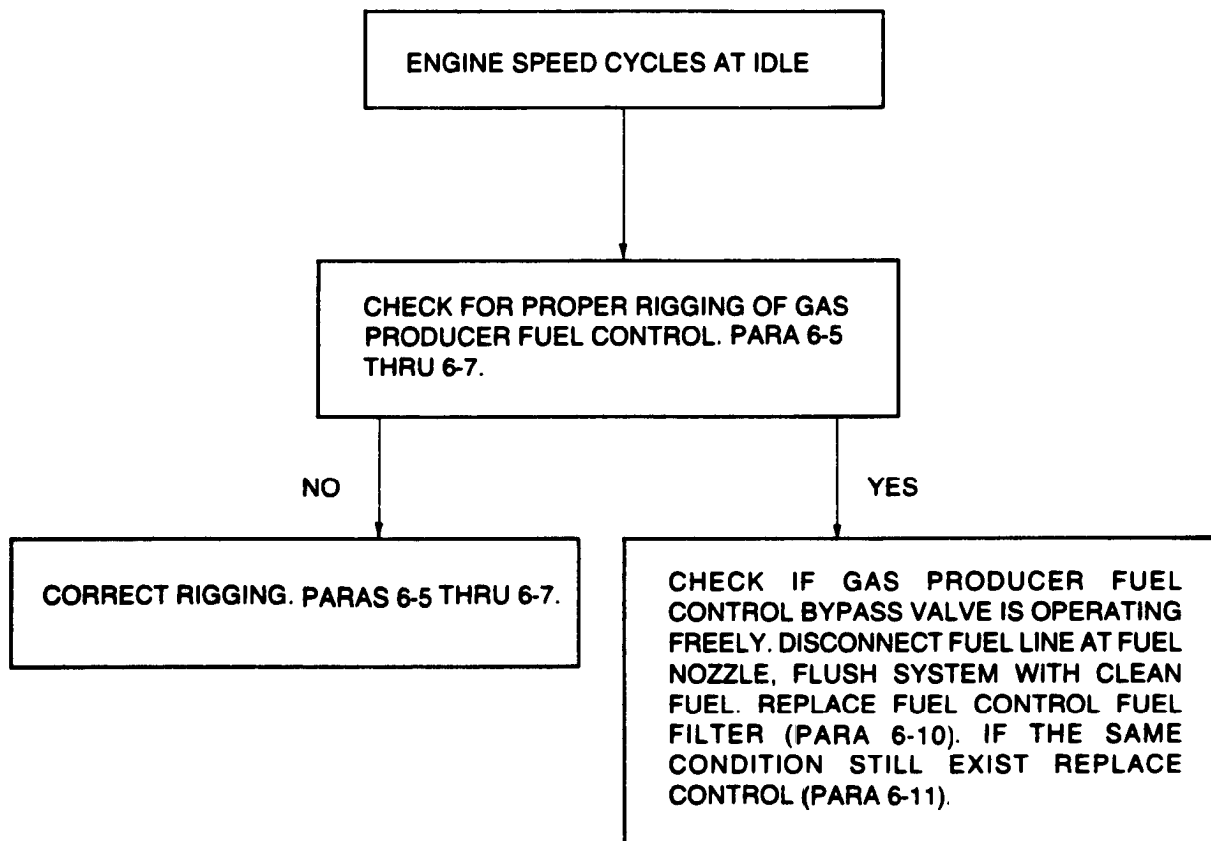 ENGINE SPEED CYCLES AT IDLE
CHECK FOR PROPER RIGGING OF GAS
PRODUCER FUEL CONTROL. PARA 6-5
THRU 6-7.
NO
YES
CORRECT RIGGING. PARAS 6-5 THRU 6-7.
CHECK IF GAS PRODUCER FUEL
CONTROL BYPASS VALVE IS OPERATING
FREELY. DISCONNECT FUEL LINE AT FUEL
NOZZLE, FLUSH SYSTEM WITH CLEAN
FUEL. REPLACE FUEL CONTROL FUEL
FILTER (PARA 6-10). IF THE SAME
CONDITION STILL EXIST REPLACE
CONTROL (PARA 6-11).